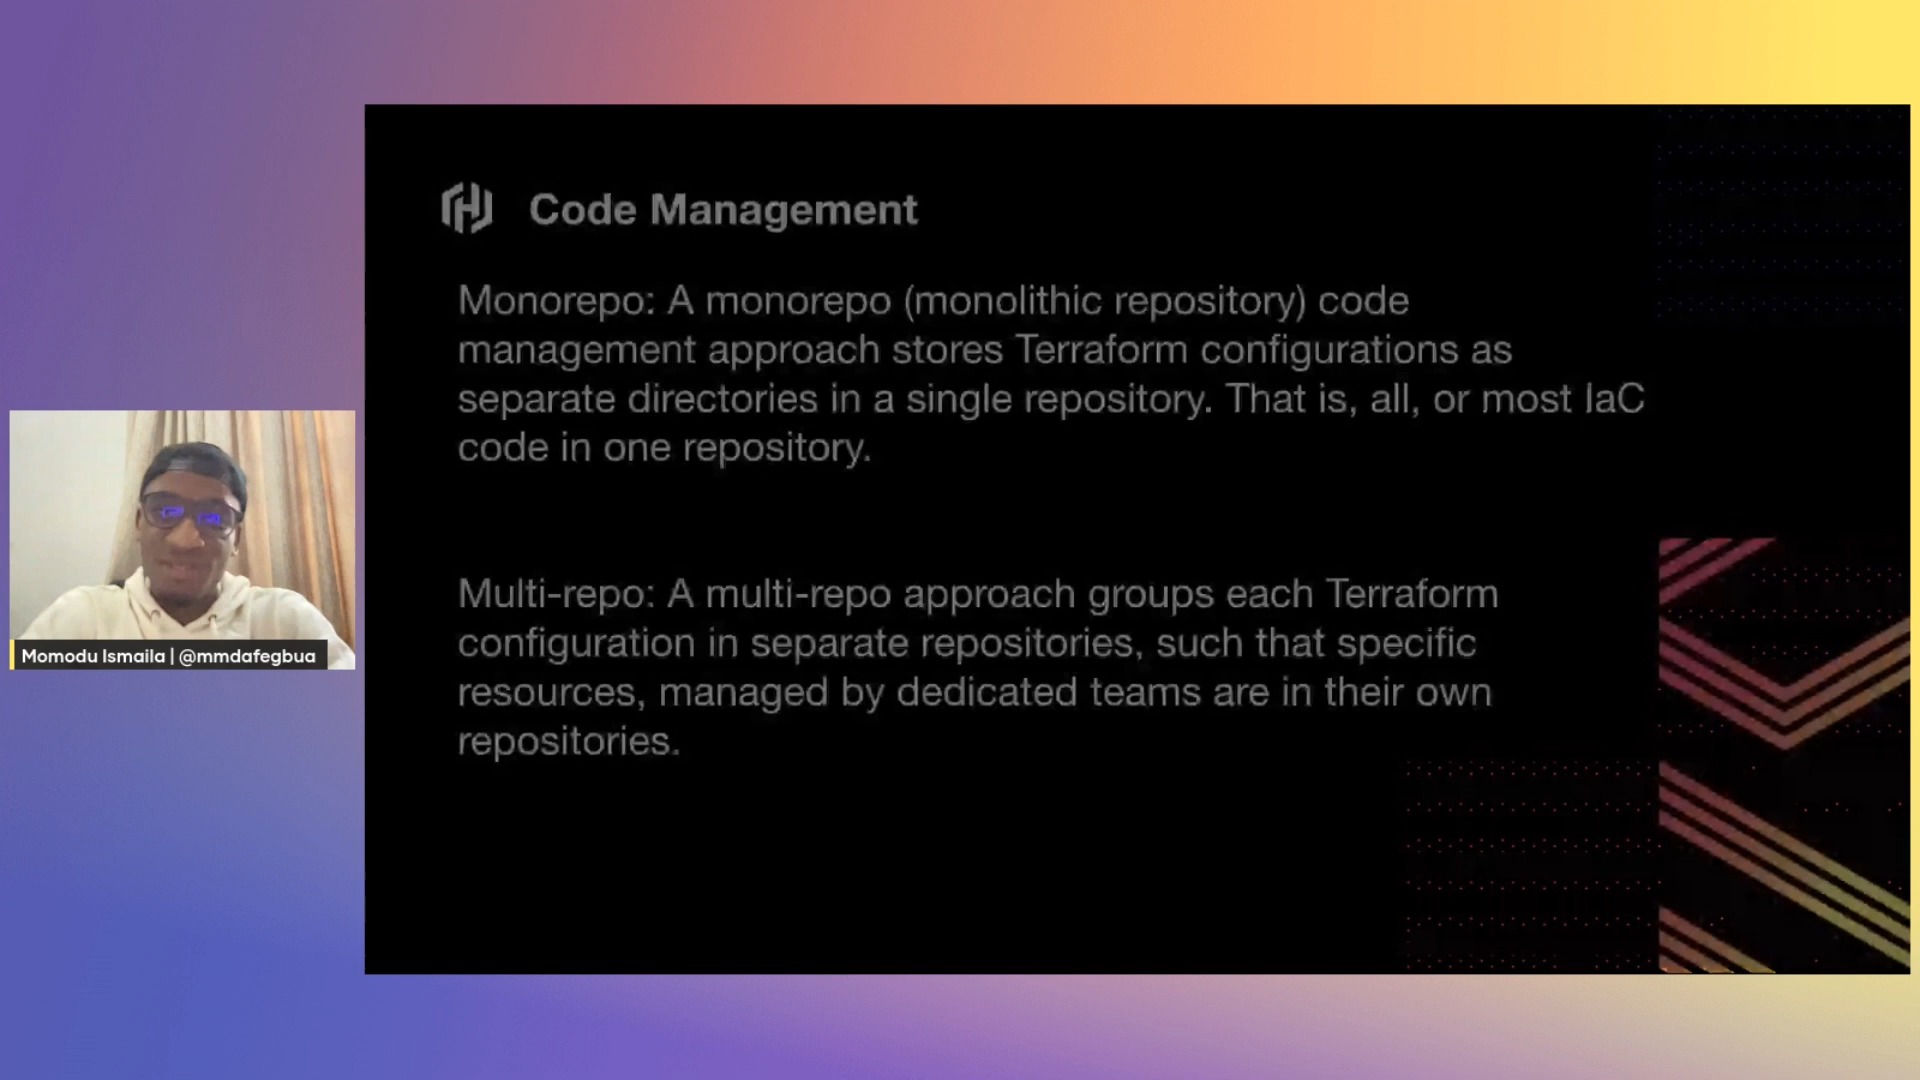 Code Management
Monorepo: A monorepo (monolithic repository) code
management approach stores Terraform configurations as
separate directories in a single repository. That is, all, or most IaC
code in one repository.
Multi-repo: A multi-repo approach groups each Terraform
configuration in separate repositories, such that specific
resources, managed by dedicated teams are in their own
repositories.
Momodu Ismaila | @mmdafegbua